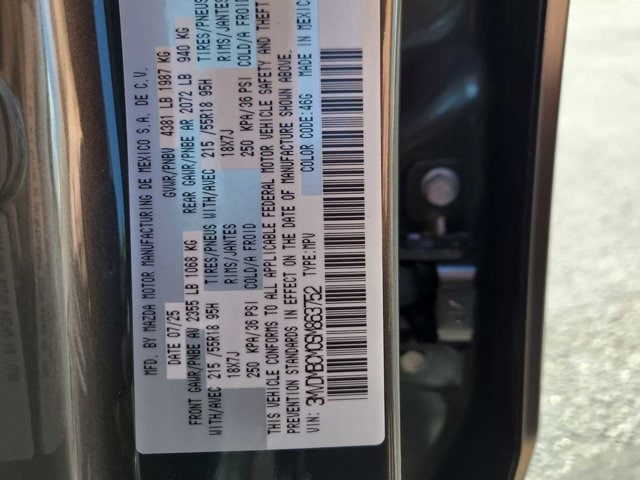 MFD. BY MAZDA MOTOR MANUFACTURING DE MEXICO S.A. DE C.V.
DATE 07/25 GVWR/PNBV 4381 LB 1987 KG
FRONT GAWR/PNBE AV 2355 LB 1068 KG REAR GAWR/PNBE AR 2072 LB 940 KG
WITH/AVEC 215/55R18 95H TIRES/PNEUS WITH/AVEC 215/55R18 95H TIRES/PNEUS
18X7J RIMS/JANTES 18X7J RIMS/JANTES
250 KPA/36 PSI COLD/A FROID 250 KPA/36 PSI COLD/A FROID
THIS VEHICLE CONFORMS TO ALL APPLICABLE FEDERAL MOTOR VEHICLE SAFETY AND THEFT
PREVENTION STANDARDS IN EFFECT ON THE DATE OF MANUFACTURE SHOWN ABOVE.
VIN: 3MVDMBCM0SM863752 TYPE:MPV COLOR CODE:46G MADE IN MEXICO